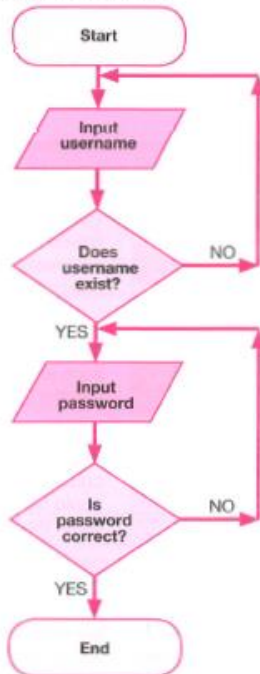 Start
Input
username
Does
username
exist?
NO
YES
Input
password
Is
password
correct?
NO
YES
End